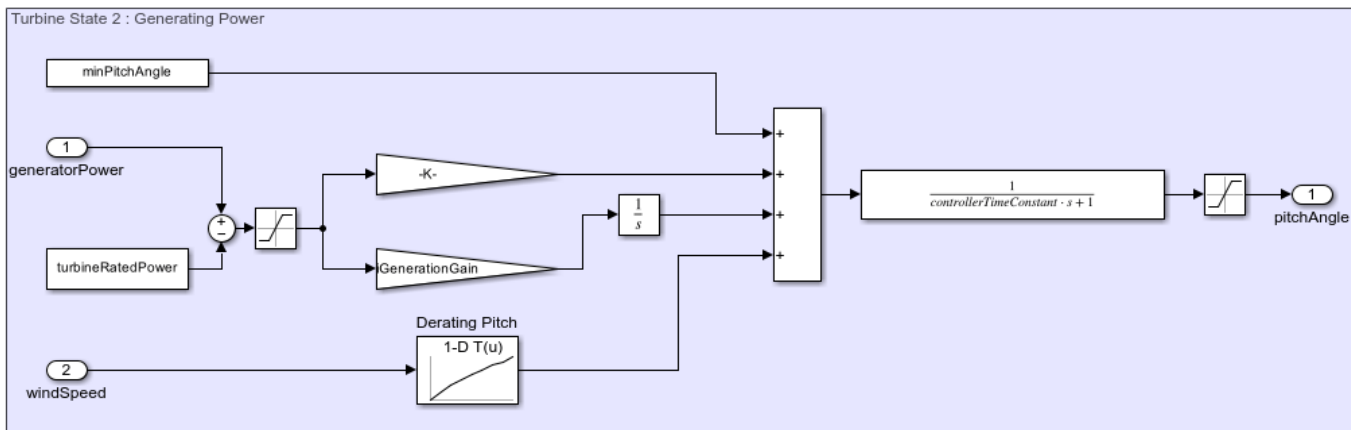 Turbine State 2 : Generating Power
minPitchAngle
1
generatorPower
+
−
turbineRatedPower
-K-
iGenerationGain
1
s
Derating Pitch
1-D T(u)
2
windSpeed
+
+
+
+
1
controllerTimeConstant · s + 1
1
pitchAngle